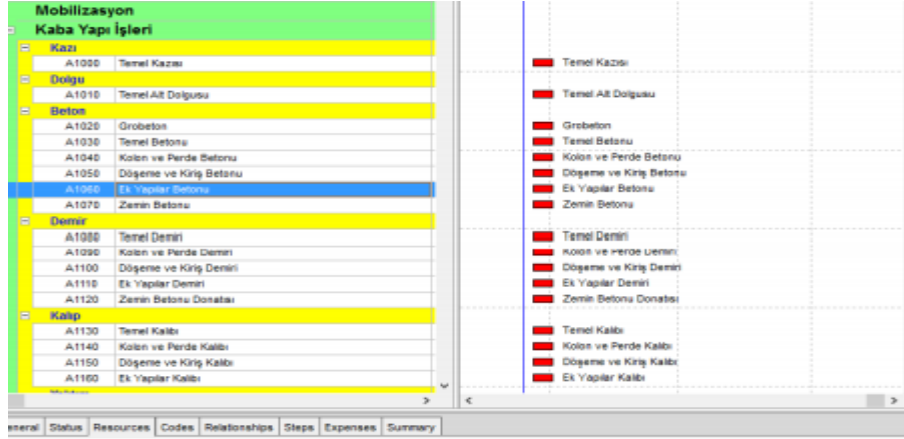 Mobilizasyon
Kaba Yapı İşleri
Kazı
A1000 Temel Kazısı Temel Kazısı
Dolgu
A1010 Temel Alt Dolgusu Temel Alt Dolgusu
Beton
A1020 Grobeton Grobeton
A1030 Temel Betonu Temel Betonu
A1040 Kolon ve Perde Betonu Kolon ve Perde Betonu
A1050 Döşeme ve Kiriş Betonu Döşeme ve Kiriş Betonu
A1060 Ek Yapılar Betonu Ek Yapılar Betonu
A1070 Zemin Betonu Zemin Betonu
Demir
A1080 Temel Demiri Temel Demiri
A1090 Kolon ve Perde Demiri Kolon ve Perde Demiri
A1100 Döşeme ve Kiriş Demiri Döşeme ve Kiriş Demiri
A1110 Ek Yapılar Demiri Ek Yapılar Demiri
A1120 Zemin Betonu Donatısı Zemin Betonu Donatısı
Kalıp
A1130 Temel Kalıbı Temel Kalıbı
A1140 Kolon ve Perde Kalıbı Kolon ve Perde Kalıbı
A1150 Döşeme ve Kiriş Kalıbı Döşeme ve Kiriş Kalıbı
A1160 Ek Yapılar Kalıbı Ek Yapılar Kalıbı
eneral Status Resources Codes Relationships Steps Expenses Summary